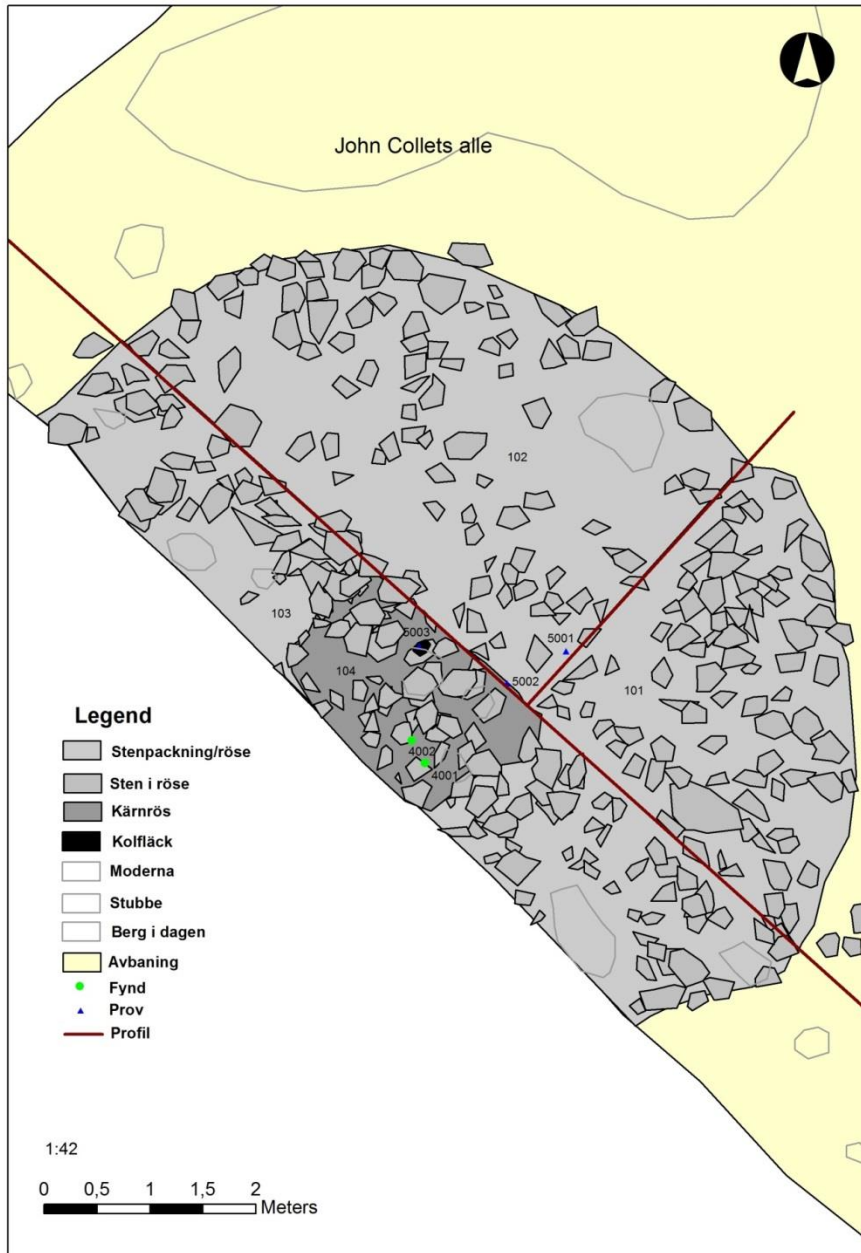 John Collets alle
102
5001
5003
103
5002
104
101
4002
4001
Legend
Stenpackning/röse
Sten i röse
Kärnrös
Kolfläck
Moderna
Stubbe
Berg i dagen
Avbaning
Fynd
Prov
Profil
1:42
0 0,5 1 1,5 2
Meters